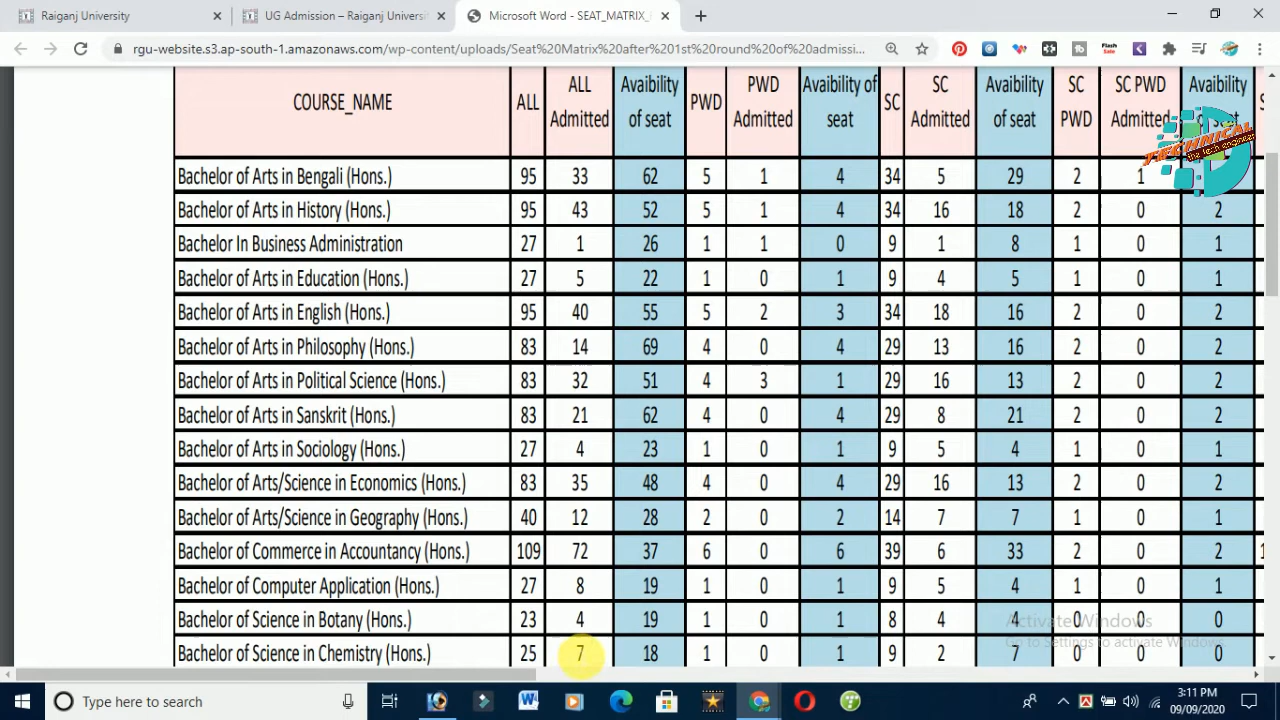 Raiganj University
UG Admission – Raiganj Universi
Microsoft Word - SEAT_MATRIX_
rgu-website.s3.ap-south-1.amazonaws.com/wp-content/uploads/Seat%20Matrix%20after%201st%20round%20of%20admissi...
COURSE_NAME ALL ALL Admitted Avaibility of seat PWD PWD Admitted Avaibility of seat SC SC Admitted Avaibility of seat SC PWD SC PWD Admitted Avaibility
Bachelor of Arts in Bengali (Hons.) 95 33 62 5 1 4 34 5 29 2 1
Bachelor of Arts in History (Hons.) 95 43 52 5 1 4 34 16 18 2 0 2
Bachelor In Business Administration 27 1 26 1 1 0 9 1 8 1 0 1
Bachelor of Arts in Education (Hons.) 27 5 22 1 0 1 9 4 5 1 0 1
Bachelor of Arts in English (Hons.) 95 40 55 5 2 3 34 18 16 2 0 2
Bachelor of Arts in Philosophy (Hons.) 83 14 69 4 0 4 29 13 16 2 0 2
Bachelor of Arts in Political Science (Hons.) 83 32 51 4 3 1 29 16 13 2 0 2
Bachelor of Arts in Sanskrit (Hons.) 83 21 62 4 0 4 29 8 21 2 0 2
Bachelor of Arts in Sociology (Hons.) 27 4 23 1 0 1 9 5 4 1 0 1
Bachelor of Arts/Science in Economics (Hons.) 83 35 48 4 0 4 29 16 13 2 0 2
Bachelor of Arts/Science in Geography (Hons.) 40 12 28 2 0 2 14 7 7 1 0 1
Bachelor of Commerce in Accountancy (Hons.) 109 72 37 6 0 6 39 6 33 2 0 2
Bachelor of Computer Application (Hons.) 27 8 19 1 0 1 9 5 4 1 0 1
Bachelor of Science in Botany (Hons.) 23 4 19 1 0 1 8 4 4 0 0 0
Bachelor of Science in Chemistry (Hons.) 25 7 18 1 0 1 9 2 7 0 0 0
TECHNICAL
the tech engineer
Activate Windows
Go to Settings to activate Windows.
Type here to search
3:11 PM
09/09/2020